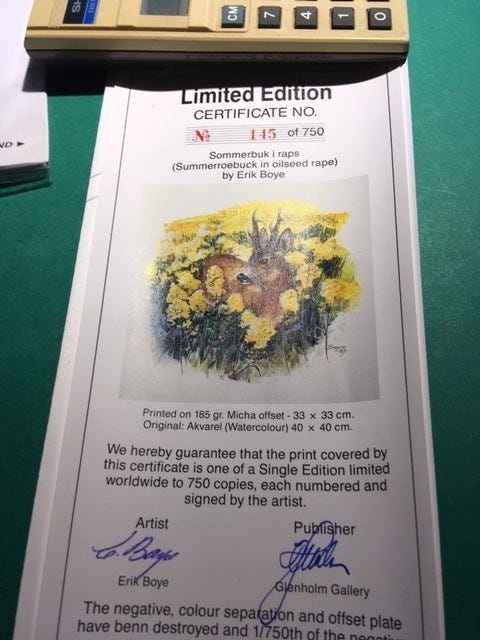 SH
CM 7 4 1 0
ND ►
Limited Edition
CERTIFICATE NO.
№ 145 of 750
Sommerbuk i raps
(Summerroebuck in oilseed rape)
by Erik Boye
Printed on 185 gr. Micha offset - 33 × 33 cm.
Original: Akvarel (Watercolour) 40 × 40 cm.
We hereby guarantee that the print covered by
this certificate is one of a Single Edition limited
worldwide to 750 copies, each numbered and
signed by the artist.
Artist
Publisher
E. Boye
Erik Boye
Glenholm Gallery
The negative, colour separation and offset plate
have benn destroyed and 1/750th of the negati